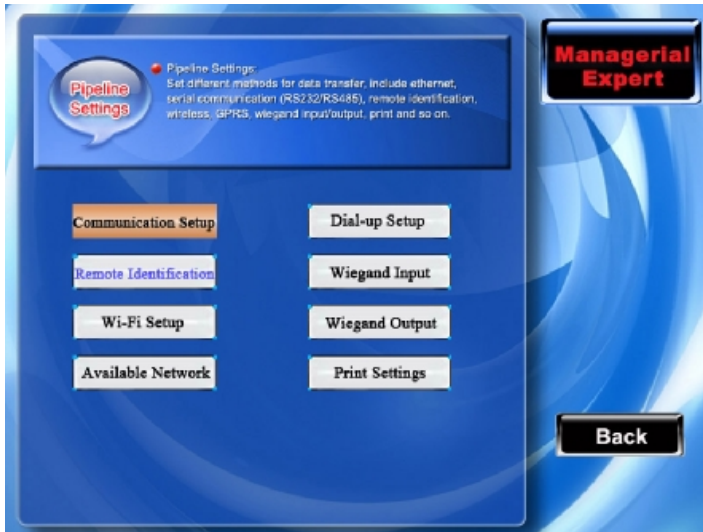 Pipeline
Settings
Pipeline Settings:
Set different methods for data transfer, include ethernet,
serial communication (RS232/RS485), remote identification,
wireless, GPRS, wiegand input/output, print and so on.
Managerial
Expert
Communication Setup
Dial-up Setup
Remote Identification
Wiegand Input
Wi-Fi Setup
Wiegand Output
Available Network
Print Settings
Back